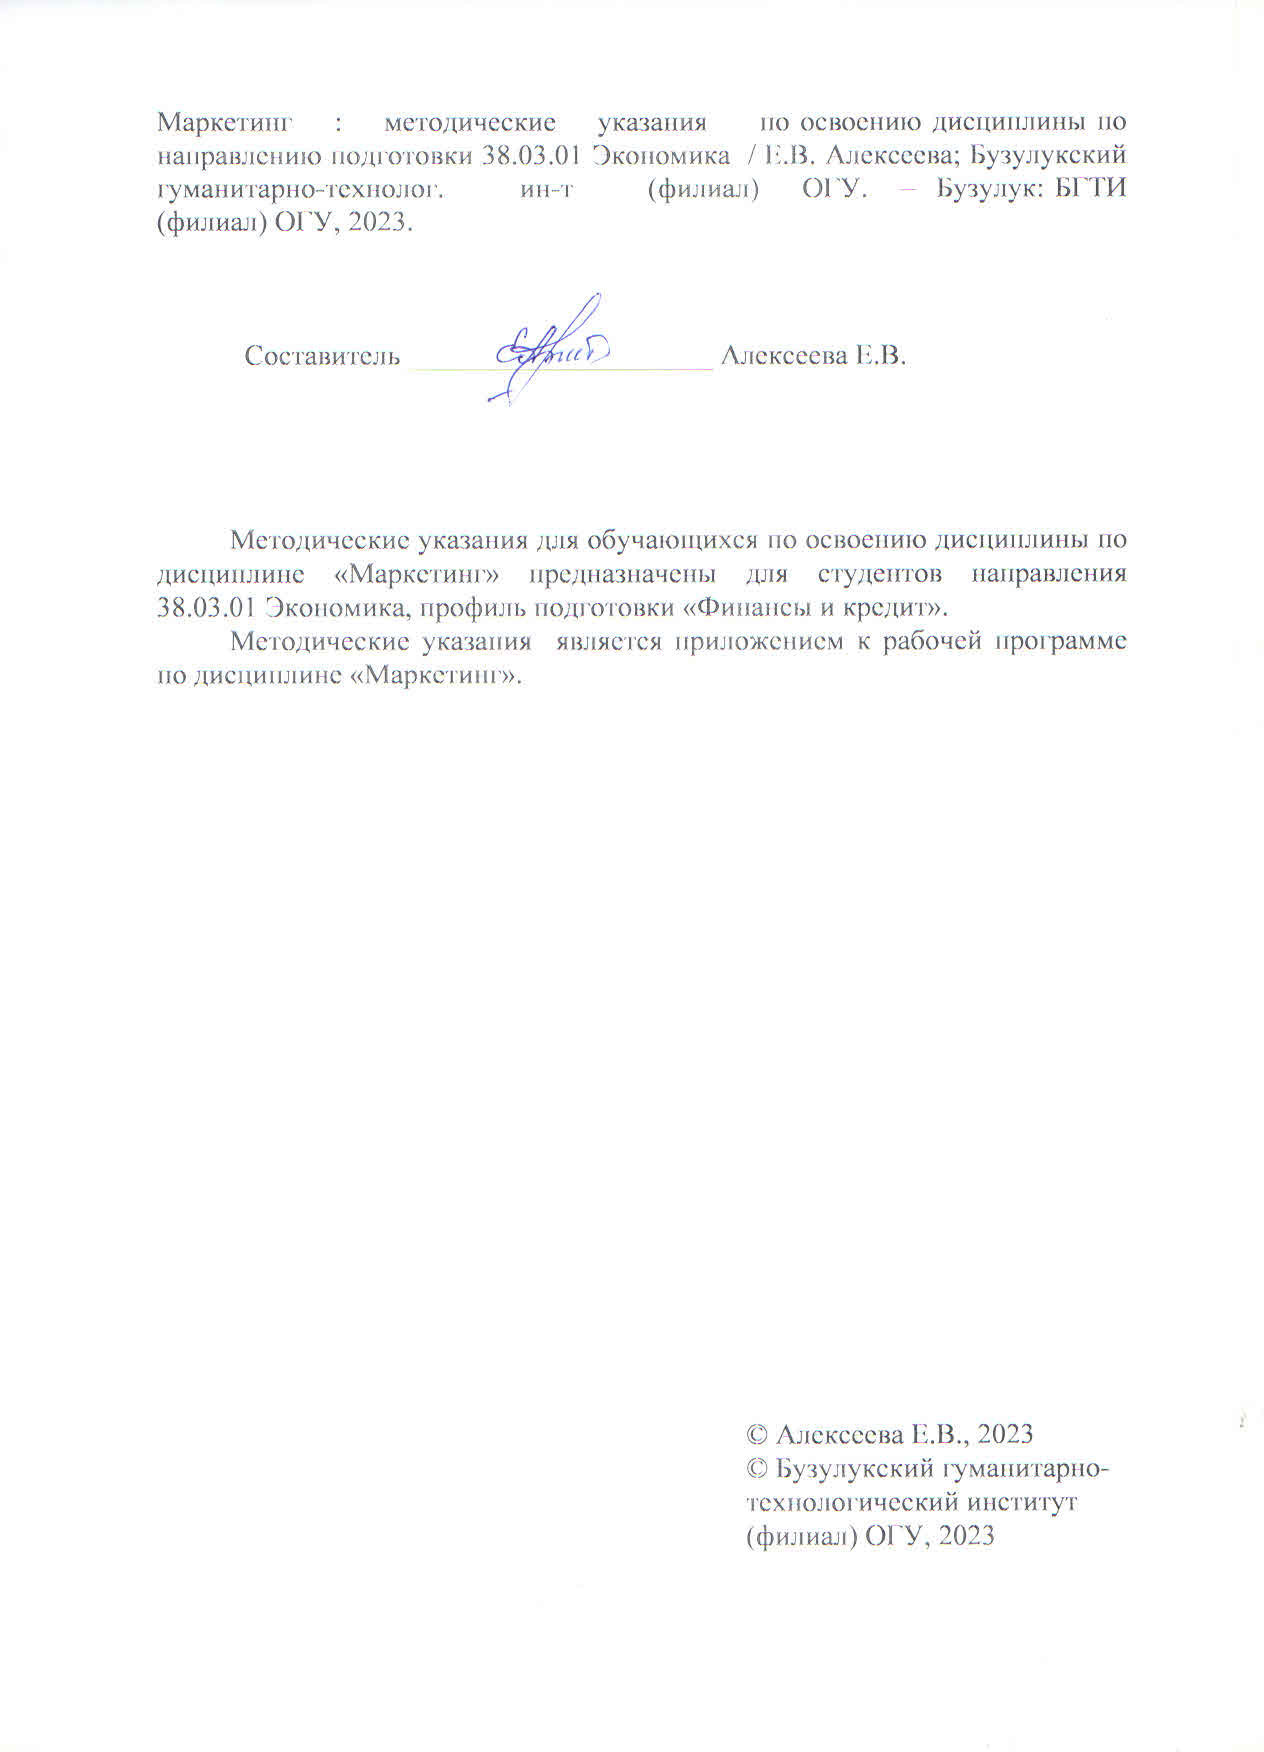 Маркетинг : методические указания по освоению дисциплины по
направлению подготовки 38.03.01 Экономика / Е.В. Алексеева; Бузулукский
гуманитарно-технолог. ин-т (филиал) ОГУ. – Бузулук: БГТИ
(филиал) ОГУ, 2023.
Составитель Алексеева Е.В.
Методические указания для обучающихся по освоению дисциплины по
дисциплине «Маркетинг» предназначены для студентов направления
38.03.01 Экономика, профиль подготовки «Финансы и кредит».
Методические указания является приложением к рабочей программе
по дисциплине «Маркетинг».
© Алексеева Е.В., 2023
© Бузулукский гуманитарно-
технологический институт
(филиал) ОГУ, 2023